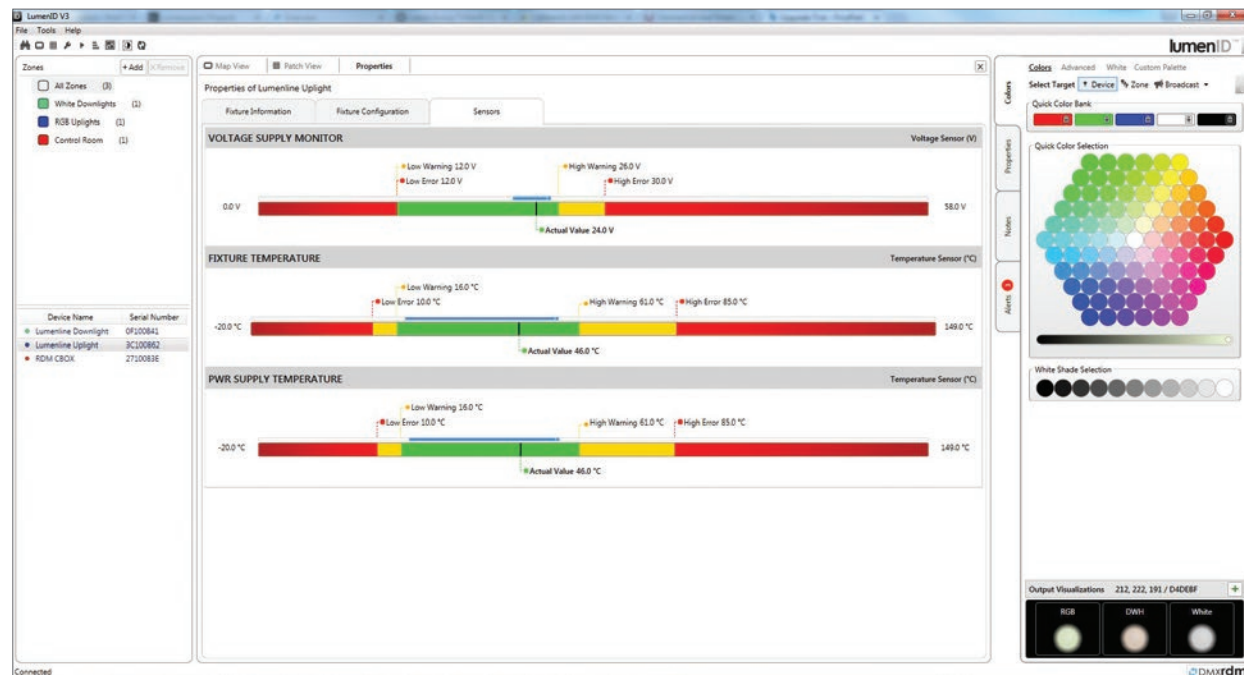 LumenID V3
File Tools Help
lumenID™
Zones + Add × Remove
All Zones (3)
White Downlights (1)
RGB Uplights (1)
Control Room (1)
Device Name Serial Number
Lumenline Downlight 0F100841
Lumenline Uplight 3C100862
RDM CBOX 2710083E
Map View Patch View Properties
Properties of Lumenline Uplight
Fixture Information Fixture Configuration Sensors
VOLTAGE SUPPLY MONITOR Voltage Sensor (V)
Low Warning 12.0 V High Warning 26.0 V
Low Error 12.0 V High Error 30.0 V
0.0 V 58.0 V
Actual Value 24.0 V
FIXTURE TEMPERATURE Temperature Sensor (°C)
Low Warning 16.0 °C
Low Error 10.0 °C High Warning 61.0 °C High Error 85.0 °C
-20.0 °C 149.0 °C
Actual Value 46.0 °C
PWR SUPPLY TEMPERATURE Temperature Sensor (°C)
Low Warning 16.0 °C
Low Error 10.0 °C High Warning 61.0 °C High Error 85.0 °C
-20.0 °C 149.0 °C
Actual Value 46.0 °C
Colors
Properties
Notes
Alerts
Colors Advanced White Custom Palette
Select Target Device Zone Broadcast
Quick Color Bank
Quick Color Selection
White Shade Selection
Output Visualizations 212, 222, 191 / D4DEBF +
RGB DWH White
Connected
DMXrdm